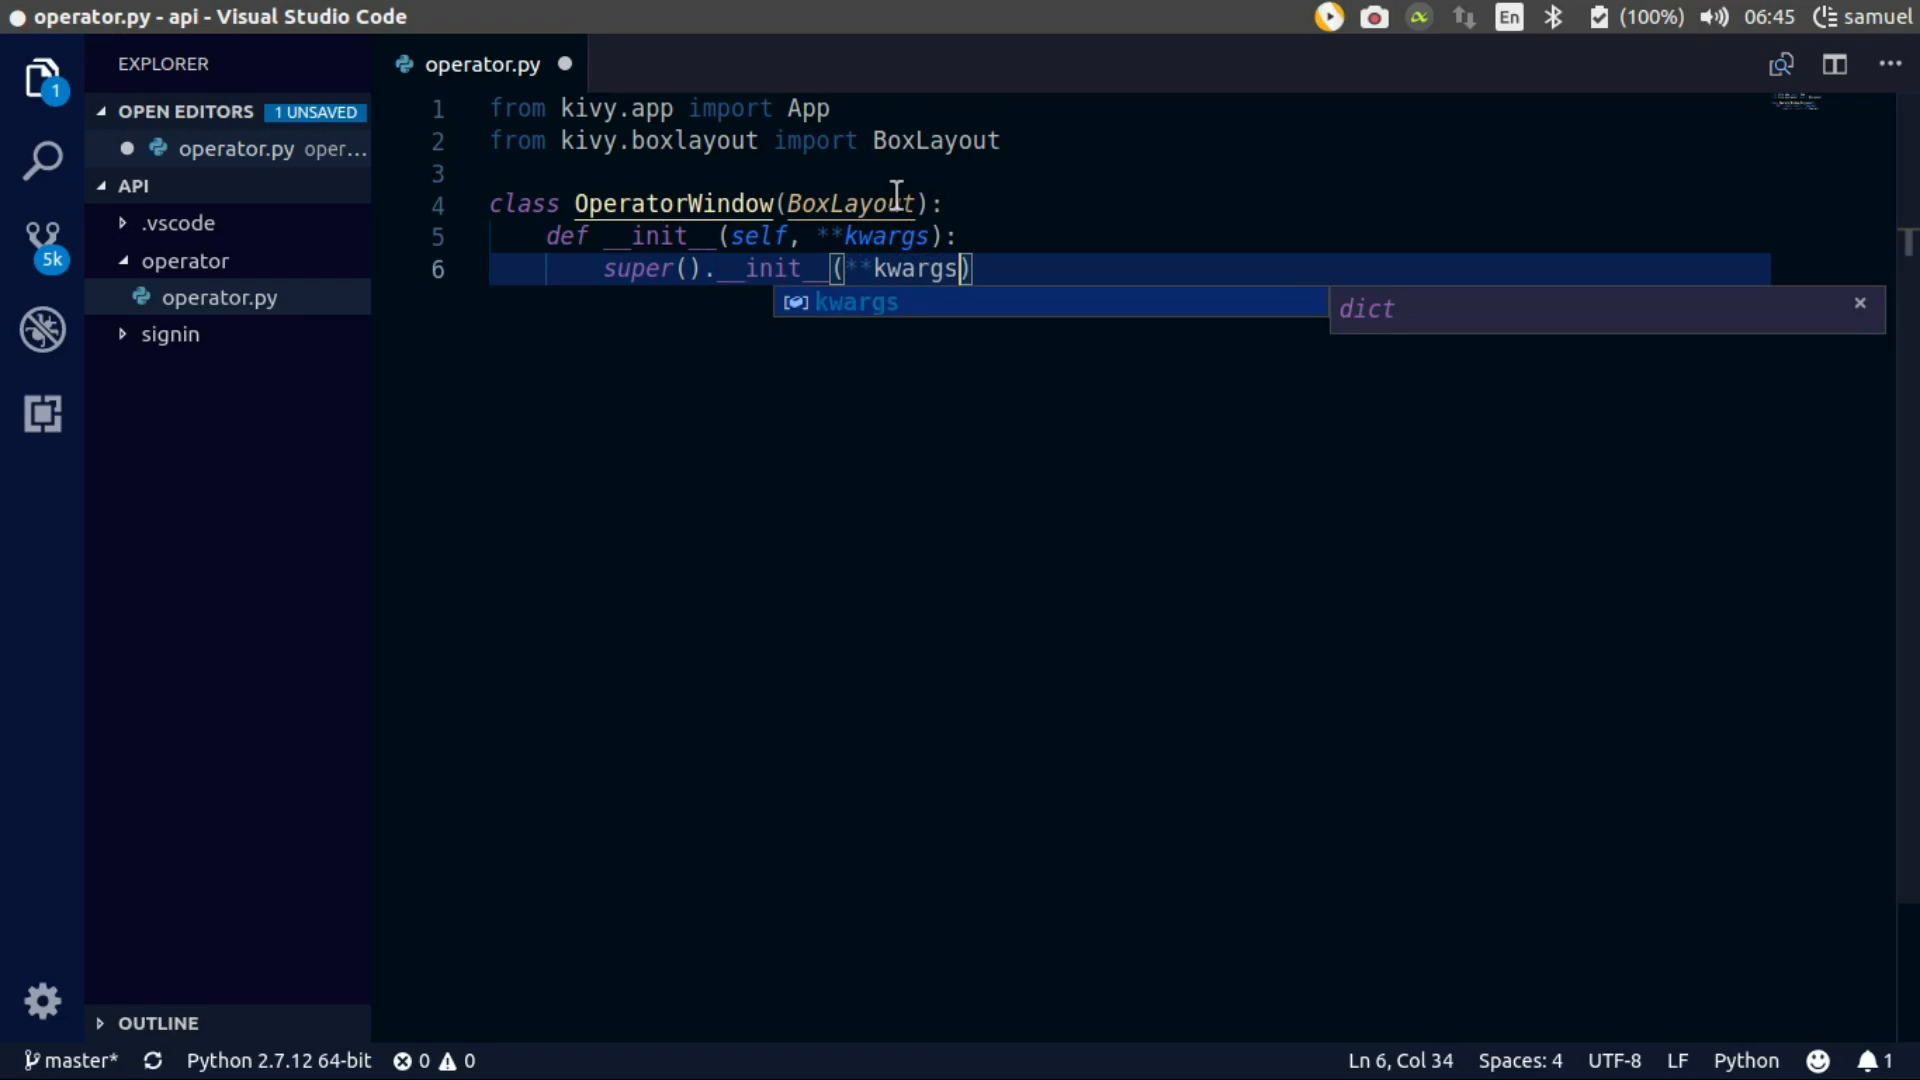 operator.py - api - Visual Studio Code
En
(100%)
06:45
samuel
EXPLORER
OPEN EDITORS 1 UNSAVED
operator.py oper...
API
.vscode
operator
operator.py
signin
OUTLINE
1
5k
operator.py
1 from kivy.app import App
2 from kivy.boxlayout import BoxLayout
3
4 class OperatorWindow(BoxLayout):
5 def __init__(self, **kwargs):
6 super().__init__(**kwargs)
kwargs
dict
master*
Python 2.7.12 64-bit
0
0
Ln 6, Col 34
Spaces: 4
UTF-8
LF
Python
1